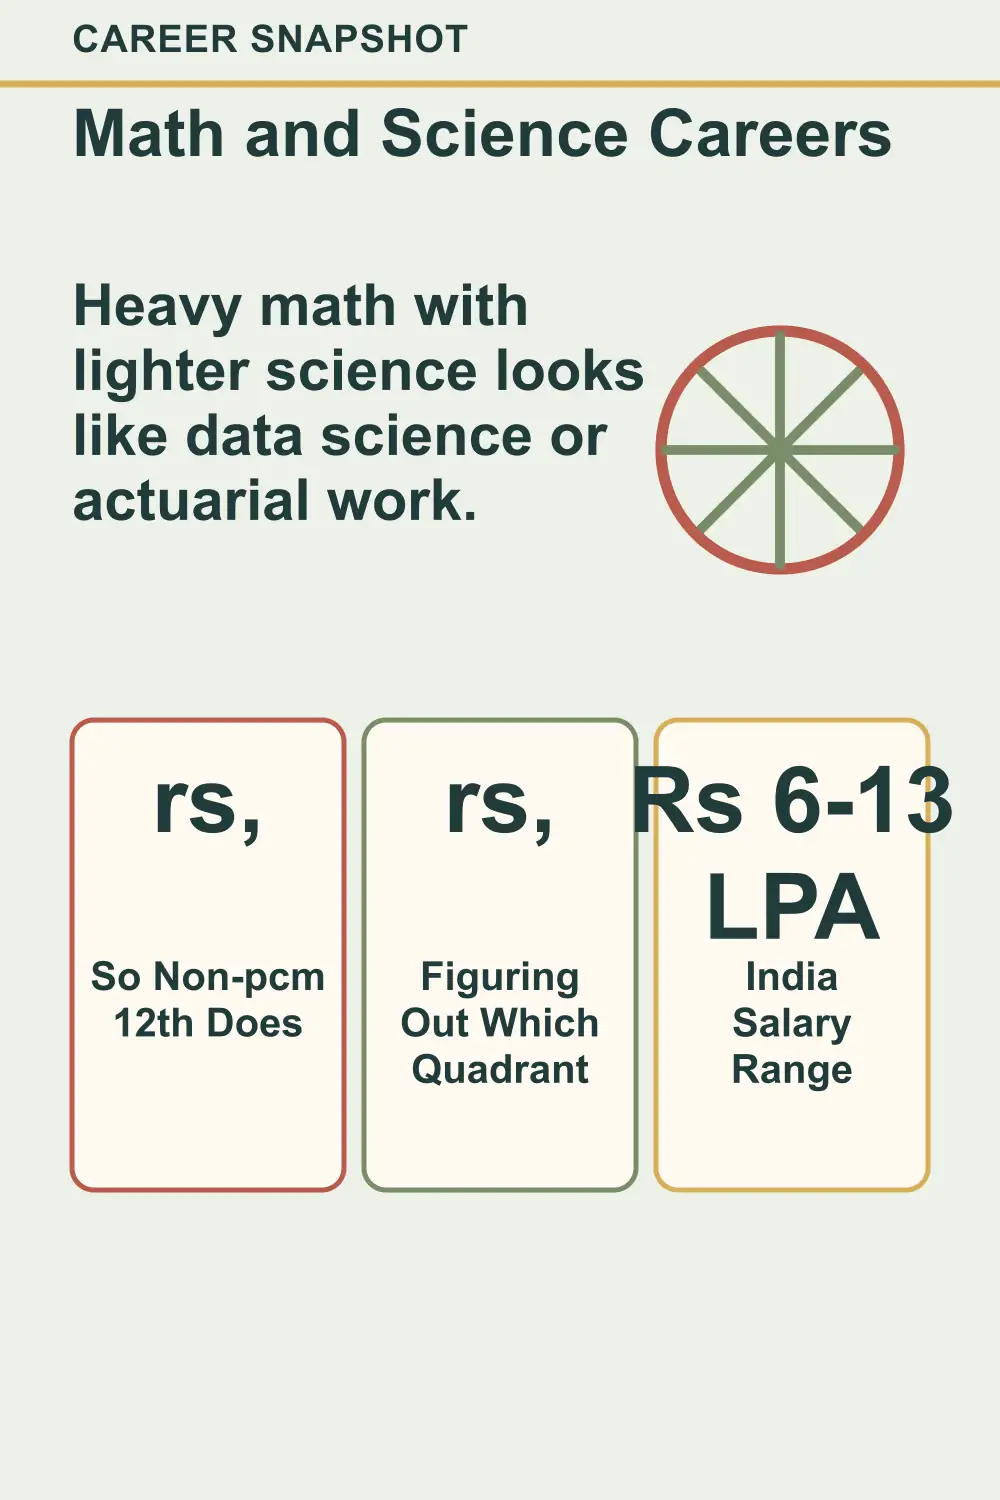 CAREER SNAPSHOT
Math and Science Careers
Heavy math with
lighter science looks
like data science or
actuarial work.
rs,
So Non-pcm
12th Does
rs,
Figuring
Out Which
Quadrant
Rs 6-13
LPA
India
Salary
Range